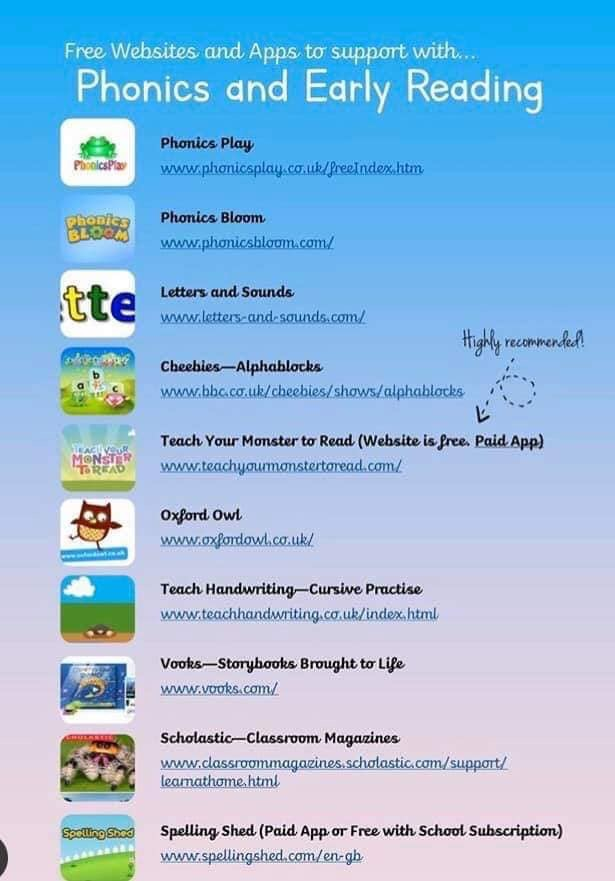 Free Websites and Apps to support with...
Phonics and Early Reading
PhonicsPlay
Phonics Play
www.phonicsplay.co.uk/freeIndex.htm
Phonics
BLOOM
Phonics Bloom
www.phonicsbloom.com/
tte
Letters and Sounds
www.letters-and-sounds.com/
Highly recommended!
b
a
c
Cbeebies—Alphablocks
www.bbc.co.uk/cbeebies/shows/alphablocks
TEACH YOUR
MONSTER
To READ
Teach Your Monster to Read (Website is free. Paid App)
www.teachyourmonstertoread.com/
www.oxfordowl.co.uk
Oxford Owl
www.oxfordowl.co.uk/
Teach Handwriting—Cursive Practise
www.teachhandwriting.co.uk/index.html
Vooks—Storybooks Brought to Life
www.vooks.com/
SCHOLASTIC
Scholastic—Classroom Magazines
www.classroommagazines.scholastic.com/support/
learnathome.html
Spelling Shed
Spelling Shed (Paid App or Free with School Subscription)
www.spellingshed.com/en-gb